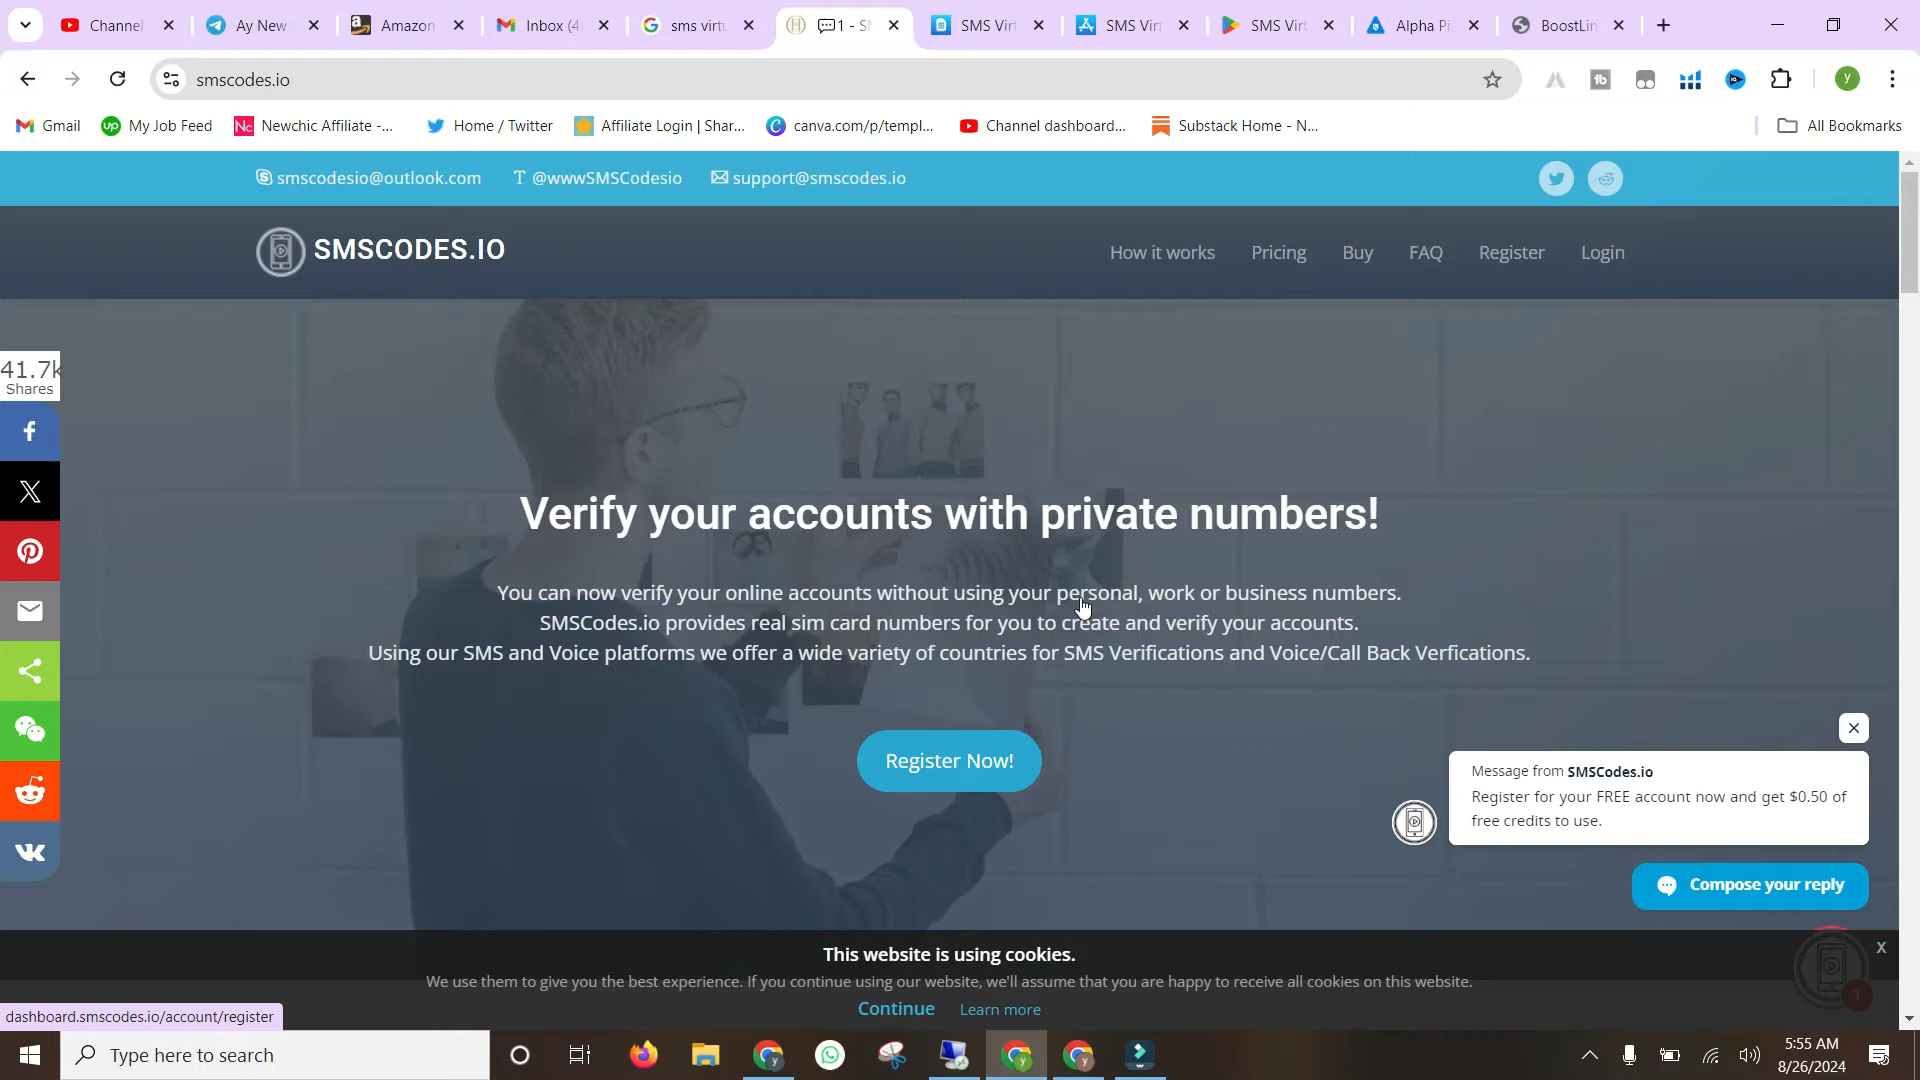 Channel
Ay New
Amazon
Inbox (4
sms virtu
1 - SM
SMS Virt
SMS Virt
SMS Virt
Alpha Pi
BoostLin
smscodes.io
Gmail
My Job Feed
Newchic Affiliate -...
Home / Twitter
Affiliate Login | Shar...
canva.com/p/templ...
Channel dashboard...
Substack Home - N...
All Bookmarks
smscodesio@outlook.com
@wwwSMSCodesio
support@smscodes.io
SMSCODES.IO
How it works
Pricing
Buy
FAQ
Register
Login
41.7k
Shares
Verify your accounts with private numbers!
You can now verify your online accounts without using your personal, work or business numbers.
SMSCodes.io provides real sim card numbers for you to create and verify your accounts.
Using our SMS and Voice platforms we offer a wide variety of countries for SMS Verifications and Voice/Call Back Verfications.
Register Now!
Message from SMSCodes.io
Register for your FREE account now and get $0.50 of
free credits to use.
Compose your reply
This website is using cookies.
X
We use them to give you the best experience. If you continue using our website, we'll assume that you are happy to receive all cookies on this website.
Continue
Learn more
1
dashboard.smscodes.io/account/register
Type here to search
5:55 AM
8/26/2024